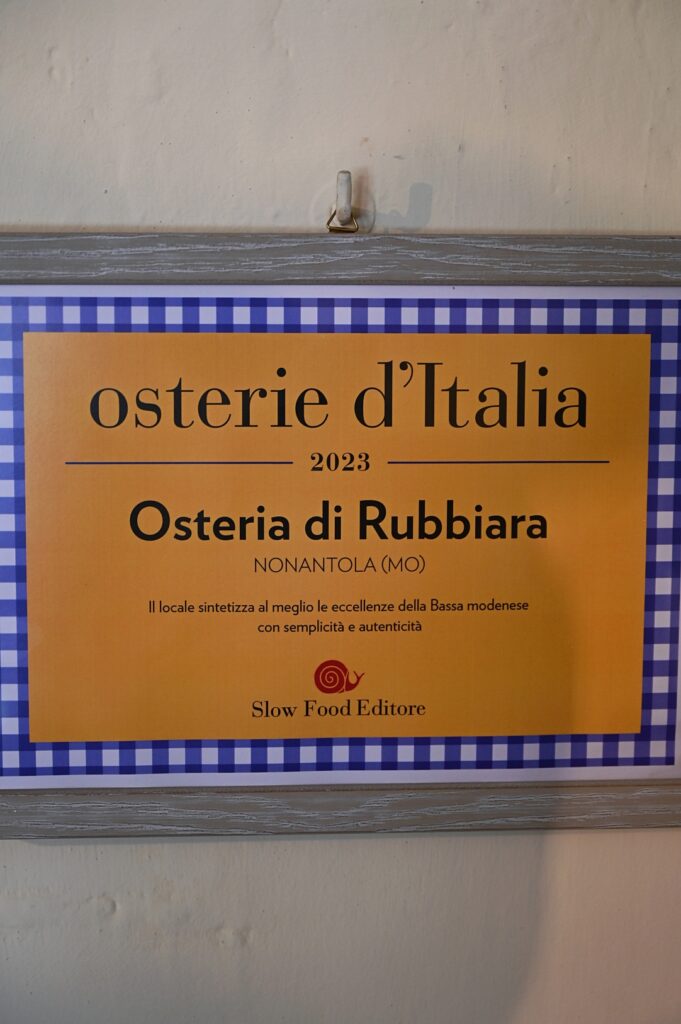 osterie d'Italia
2023
Osteria di Rubbiara
NONANTOLA (MO)
Il locale sintetizza al meglio le eccellenze della Bassa modenese
con semplicità e autenticità
Slow Food Editore